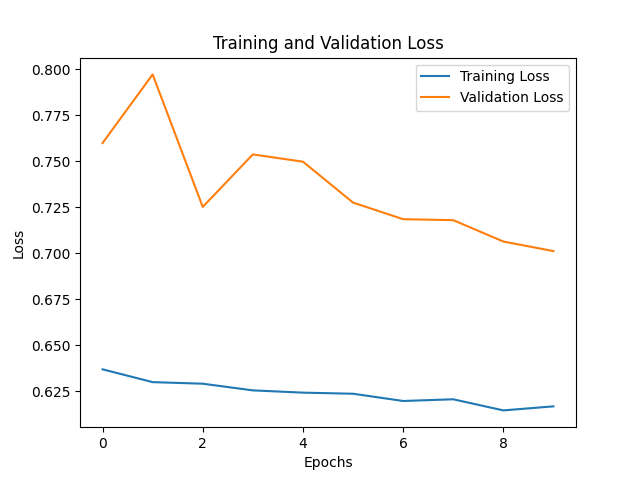 Training and Validation Loss
Training Loss
Validation Loss
0.800
0.775
0.750
0.725
0.700
0.675
0.650
0.625
Loss
0 2 4 6 8
Epochs